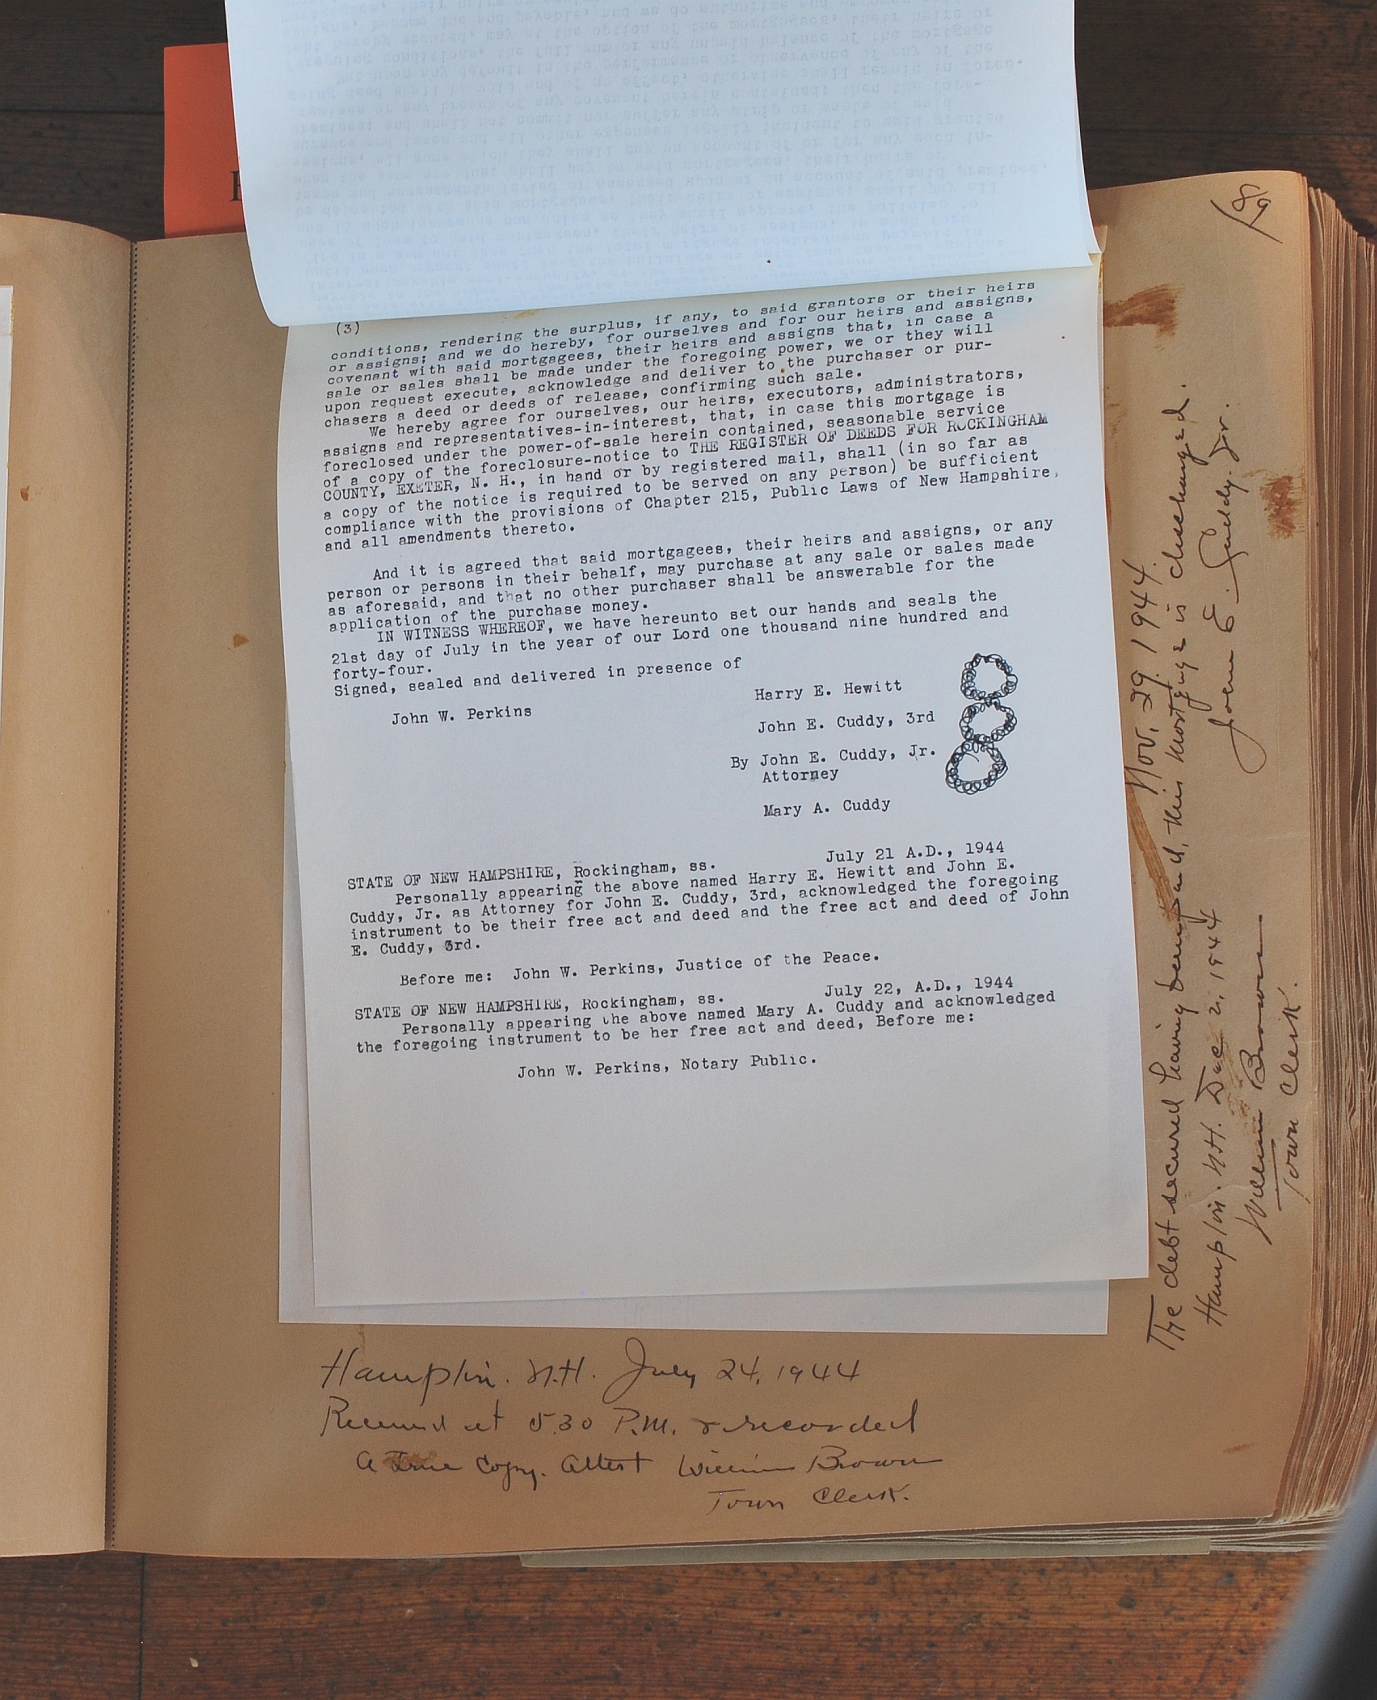 189
(3)
conditions, rendering the surplus, if any, to said grantors or their heirs
or assigns; and we do hereby, for ourselves and for our heirs and assigns,
covenant with said mortgagees, their heirs and assigns that, in case a
sale or sales shall be made under the foregoing power, we or they will
upon request execute, acknowledge and deliver to the purchaser or pur-
chasers a deed or deeds of release, confirming such sale.
We hereby agree for ourselves, our heirs, executors, administrators,
assigns and representatives-in-interest, that, in case this mortgage is
foreclosed under the power-of-sale herein contained, seasonable service
of a copy of the foreclosure-notice to THE REGISTER OF DEEDS FOR ROCKINGHAM
COUNTY, EXETER, N. H., in hand or by registered mail, shall (in so far as
a copy of the notice is required to be served on any person) be sufficient
compliance with the provisions of Chapter 215, Public Laws of New Hampshire,
and all amendments thereto.
And it is agreed that said mortgagees, their heirs and assigns, or any
person or persons in their behalf, may purchase at any sale or sales made
as aforesaid, and that no other purchaser shall be answerable for the
application of the purchase money.
IN WITNESS WHEREOF, we have hereunto set our hands and seals the
21st day of July in the year of our Lord one thousand nine hundred and
forty-four.
Signed, sealed and delivered in presence of
Harry E. Hewitt
John W. Perkins
John E. Cuddy, 3rd
By John E. Cuddy, Jr.
Attorney
Mary A. Cuddy
STATE OF NEW HAMPSHIRE, Rockingham, ss. July 21 A.D., 1944
Personally appearing the above named Harry E. Hewitt and John E.
Cuddy, Jr. as Attorney for John E. Cuddy, 3rd, acknowledged the foregoing
instrument to be their free act and deed and the free act and deed of John
E. Cuddy, 3rd.
Before me: John W. Perkins, Justice of the Peace.
STATE OF NEW HAMPSHIRE, Rockingham, ss. July 22, A.D., 1944
Personally appearing the above named Mary A. Cuddy and acknowledged
the foregoing instrument to be her free act and deed, Before me:
John W. Perkins, Notary Public.
Hampton. N.H. July 24, 1944
Received at 5.30 P.M. & recorded
A True Copy. Attest William Brown
Town Clerk.
Nov. 29, 1944.
The debt secured having been paid, this mortgage is discharged.
John E. Cuddy. Jr.
Hampton. N.H. Dec 2, 1944
William Brown
Town Clerk.